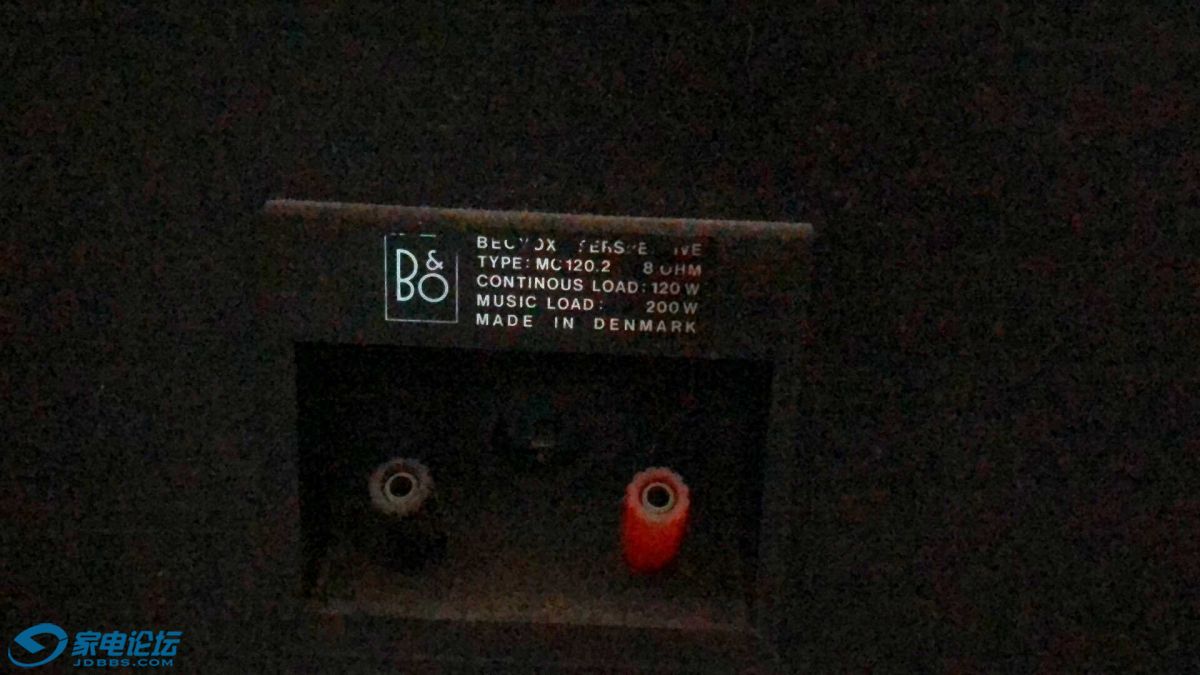 B&O
TYPE: MC120.2 8 OHM
CONTINOUS LOAD: 120 W
MUSIC LOAD: 200 W
MADE IN DENMARK
家电论坛
JDBBS.COM